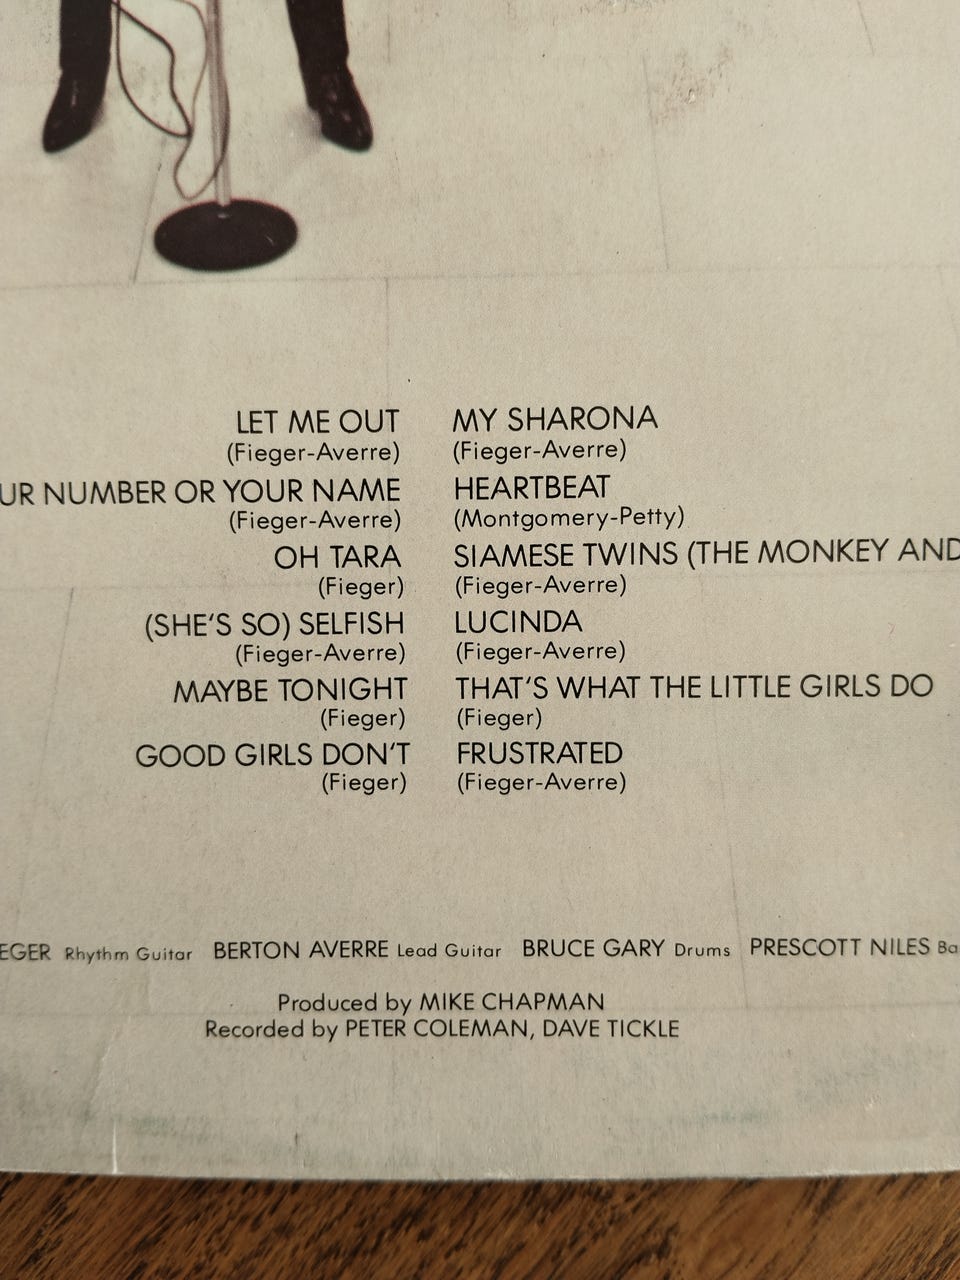 LET ME OUT
(Fieger-Averre)
UR NUMBER OR YOUR NAME
(Fieger-Averre)
OH TARA
(Fieger)
(SHE'S SO) SELFISH
(Fieger-Averre)
MAYBE TONIGHT
(Fieger)
GOOD GIRLS DON'T
(Fieger)
MY SHARONA
(Fieger-Averre)
HEARTBEAT
(Montgomery-Petty)
SIAMESE TWINS (THE MONKEY AND
(Fieger-Averre)
LUCINDA
(Fieger-Averre)
THAT'S WHAT THE LITTLE GIRLS DO
(Fieger)
FRUSTRATED
(Fieger-Averre)
EGER Rhythm Guitar BERTON AVERRE Lead Guitar BRUCE GARY Drums PRESCOTT NILES Ba
Produced by MIKE CHAPMAN
Recorded by PETER COLEMAN, DAVE TICKLE